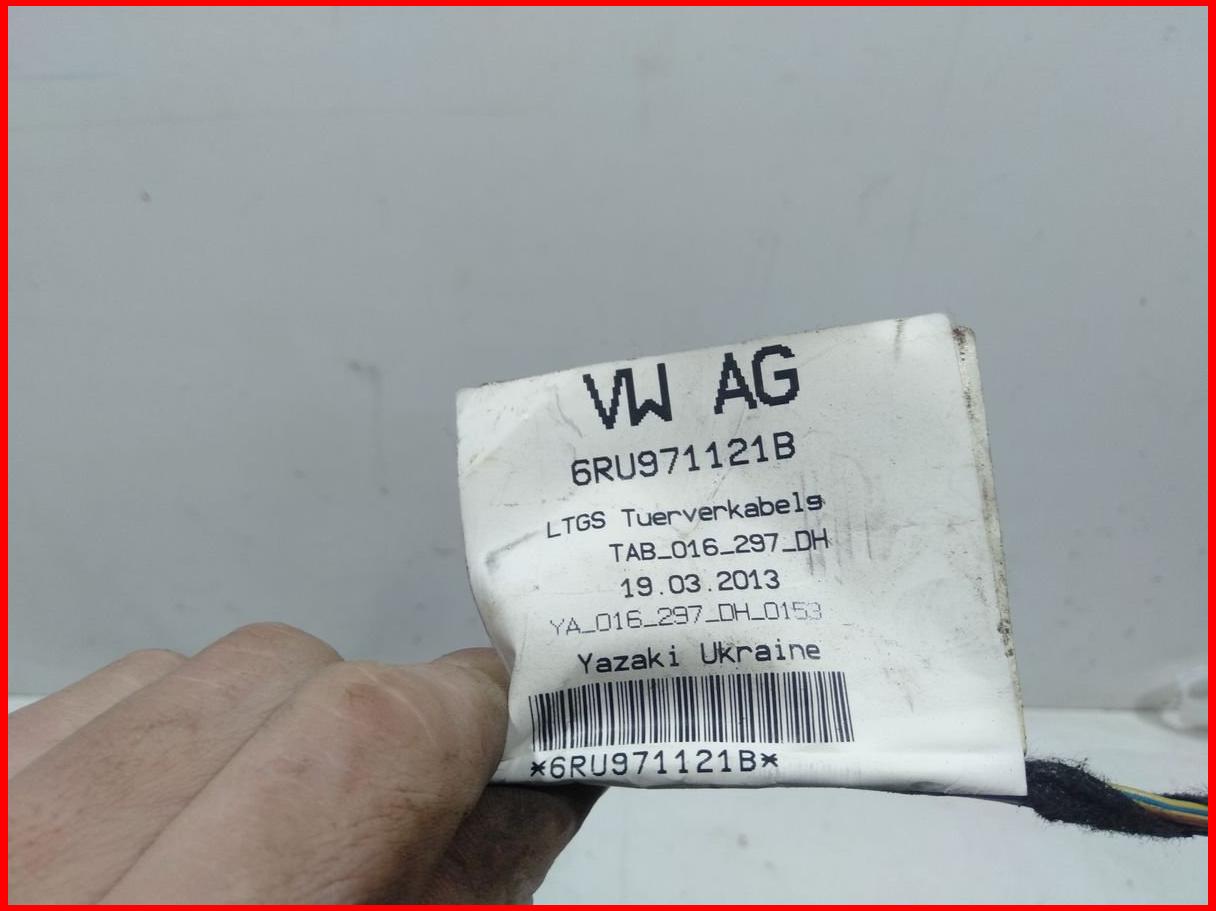 VW AG
6RU971121B
LTGS Tuerverkabels
TAB_016_297_DH
19.03.2013
YA_016_297_DH_0153
Yazaki Ukraine
*6RU971121B*